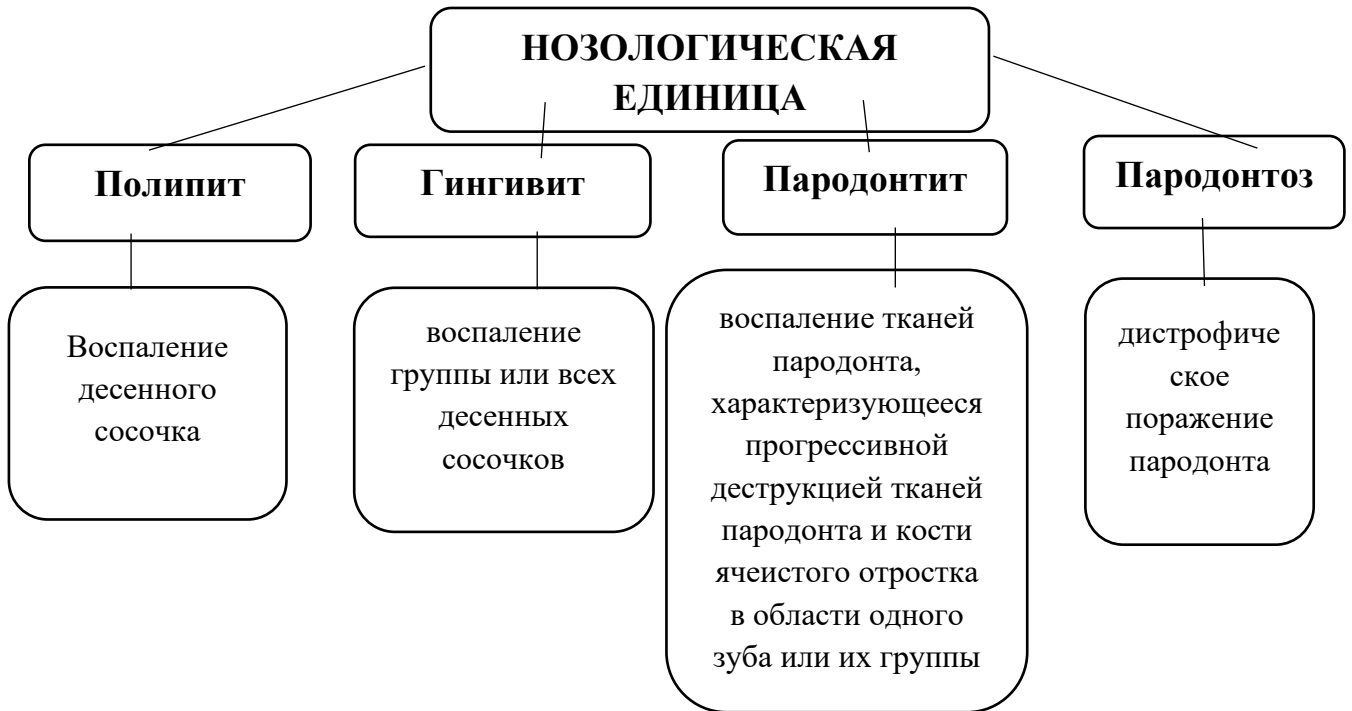 НОЗОЛОГИЧЕСКАЯ
ЕДИНИЦА
Полипит
Гингивит
Пародонтит
Пародонтоз
Воспаление
десенного
сосочка
воспаление
группы или всех
десенных
сосочков
воспаление тканей
пародонта,
характеризующееся
прогрессивной
деструкцией тканей
пародонта и кости
ячеистого отростка
в области одного
зуба или их группы
дистрофиче
ское
поражение
пародонта